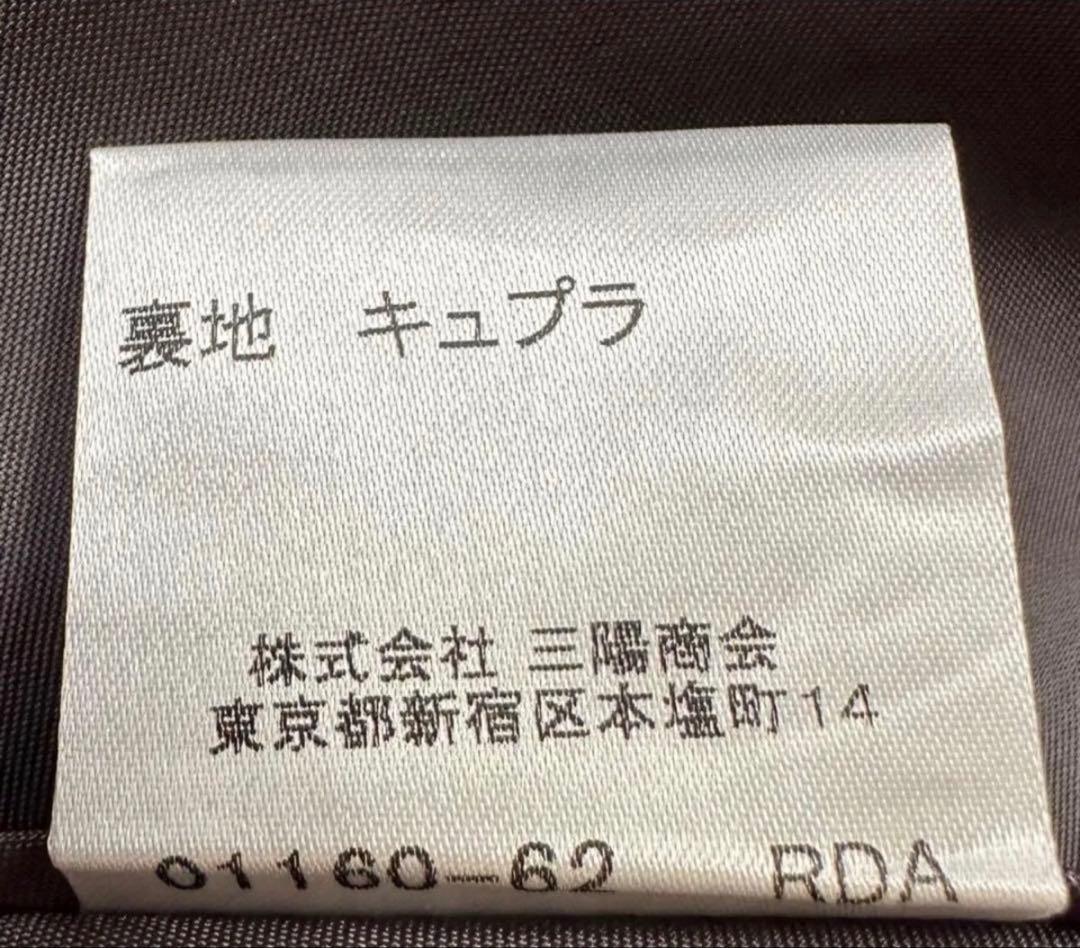 裏地　キュプラ
株式会社 三陽商会
東京都新宿区本塩町14
01160-62 RDA